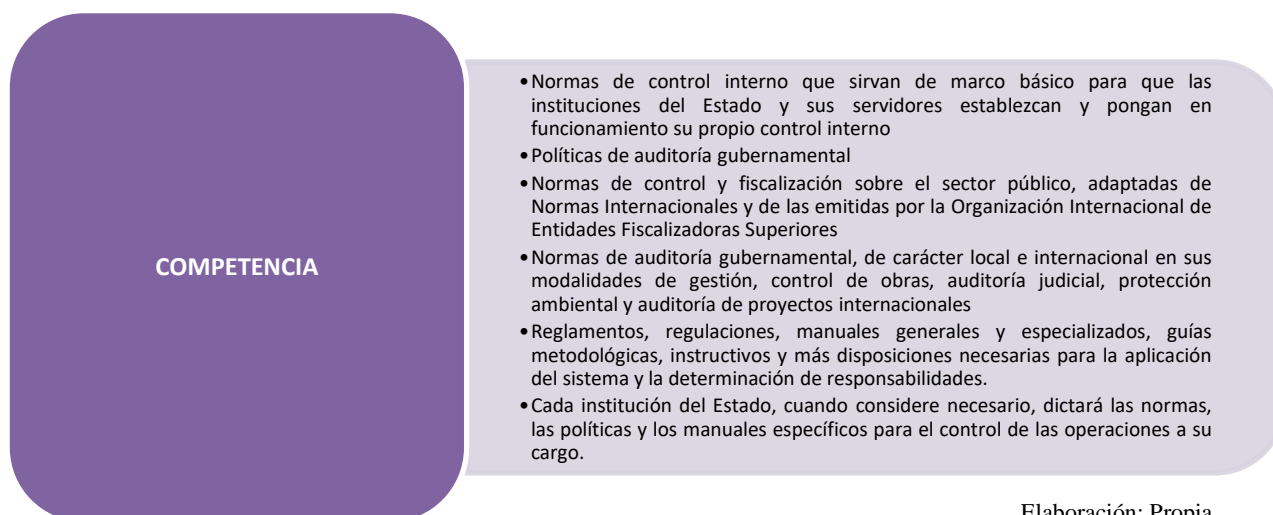 COMPETENCIA
•Normas de control interno que sirvan de marco básico para que las
instituciones del Estado y sus servidores establezcan y pongan en
funcionamiento su propio control interno
•Políticas de auditoría gubernamental
•Normas de control y fiscalización sobre el sector público, adaptadas de
Normas Internacionales y de las emitidas por la Organización Internacional de
Entidades Fiscalizadoras Superiores
•Normas de auditoría gubernamental, de carácter local e internacional en sus
modalidades de gestión, control de obras, auditoría judicial, protección
ambiental y auditoría de proyectos internacionales
•Reglamentos, regulaciones, manuales generales y especializados, guías
metodológicas, instructivos y más disposiciones necesarias para la aplicación
del sistema y la determinación de responsabilidades.
•Cada institución del Estado, cuando considere necesario, dictará las normas,
las políticas y los manuales específicos para el control de las operaciones a su
cargo.
Elaboración: Propia